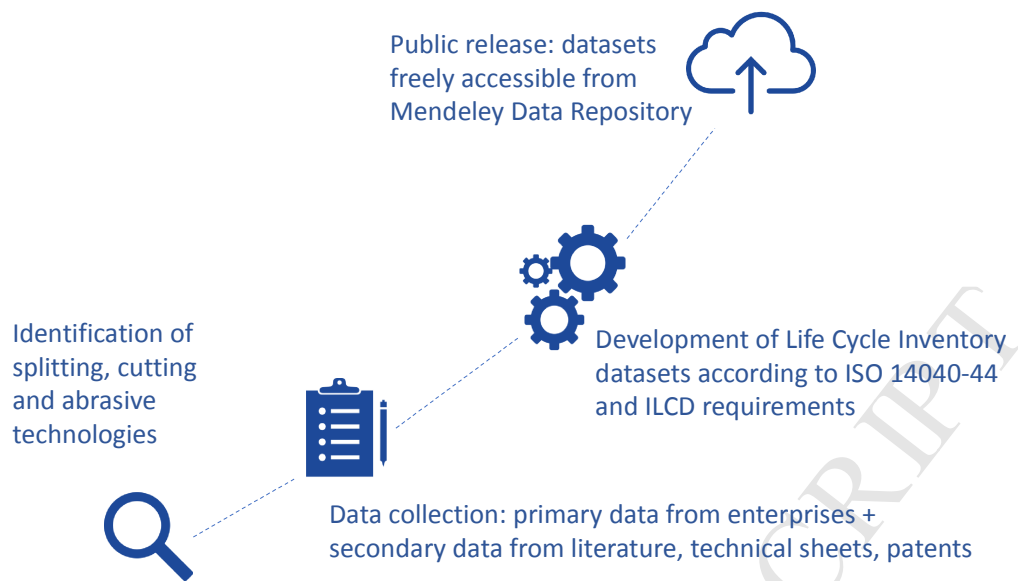 Public release: datasets
freely accessible from
Mendeley Data Repository
Identification of
splitting, cutting
and abrasive
technologies
Development of Life Cycle Inventory
datasets according to ISO 14040-44
and ILCD requirements
Data collection: primary data from enterprises +
secondary data from literature, technical sheets, patents
CRIPT